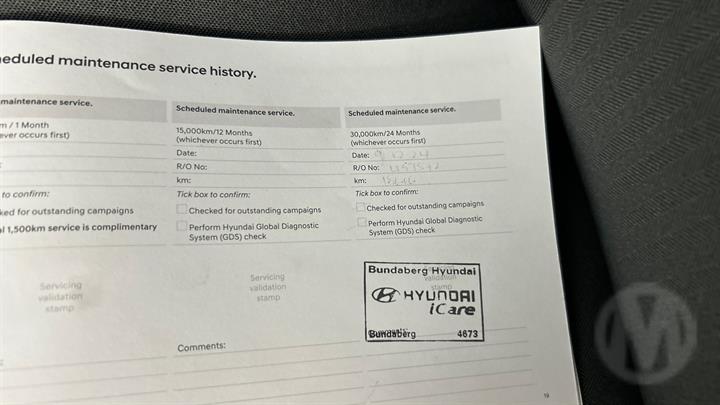 eduled maintenance service history.
maintenance service.
m / 1 Month
ever occurs first)
to confirm:
ked for outstanding campaigns
l 1,500km service is complimentary
Servicing
validation
stamp
Scheduled maintenance service.
15,000km/12 Months
(whichever occurs first)
Date:
R/O No:
km:
Tick box to confirm:
Checked for outstanding campaigns
Perform Hyundai Global Diagnostic
System (GDS) check
Servicing
validation
stamp
Comments:
Scheduled maintenance service.
30,000km/24 Months
(whichever occurs first)
Date:
R/O No:
km:
Tick box to confirm:
Checked for outstanding campaigns
Perform Hyundai Global Diagnostic
System (GDS) check
Bundaberg Hyundai
validation
stamp
HYUNDAI
iCare
Bundaberg 4673
19
M